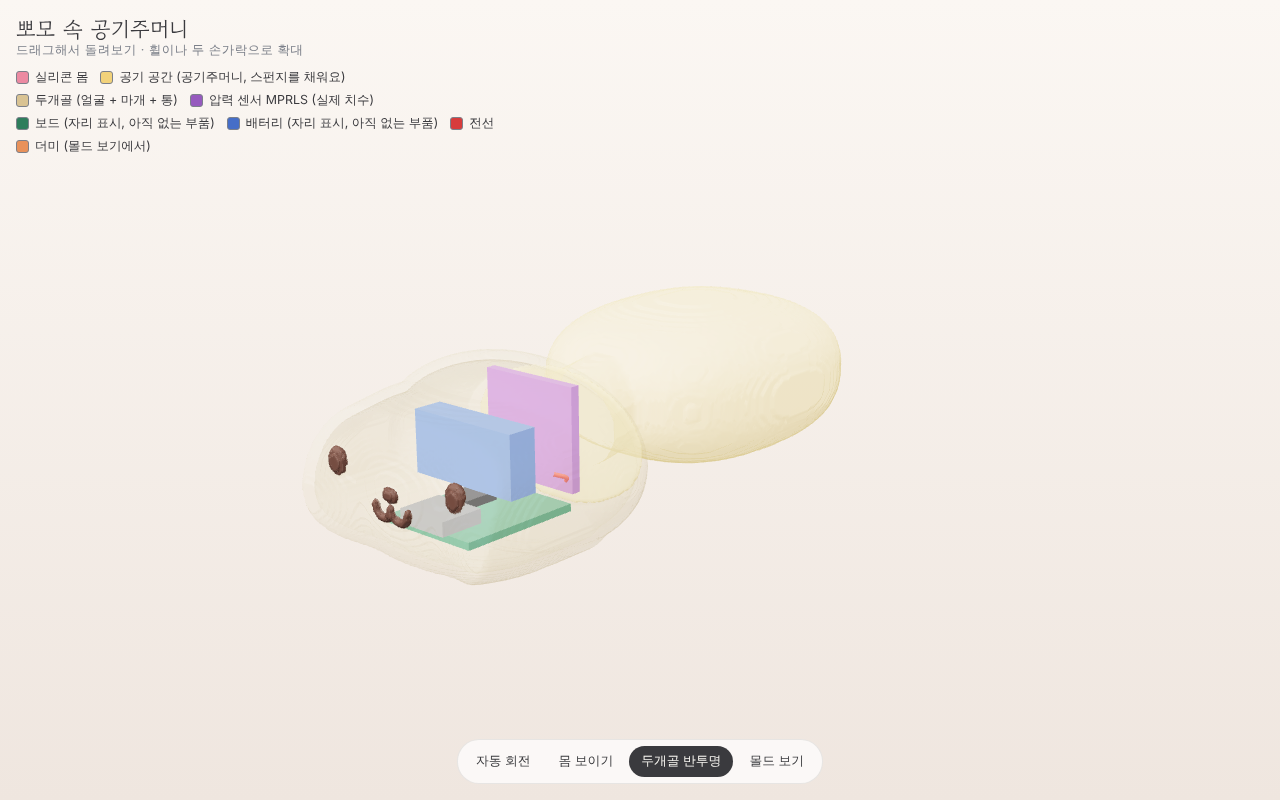 뽀모 속 공기주머니
드래그해서 돌려보기 · 휠이나 두 손가락으로 확대
실리콘 몸 공기 공간 (공기주머니, 스펀지를 채워요)
두개골 (얼굴 + 마개 + 통) 압력 센서 MPRLS (실제 치수)
보드 (자리 표시, 아직 없는 부품) 배터리 (자리 표시, 아직 없는 부품) 전선
더미 (몰드 보기에서)
자동 회전 몸 보이기 두개골 반투명 몰드 보기